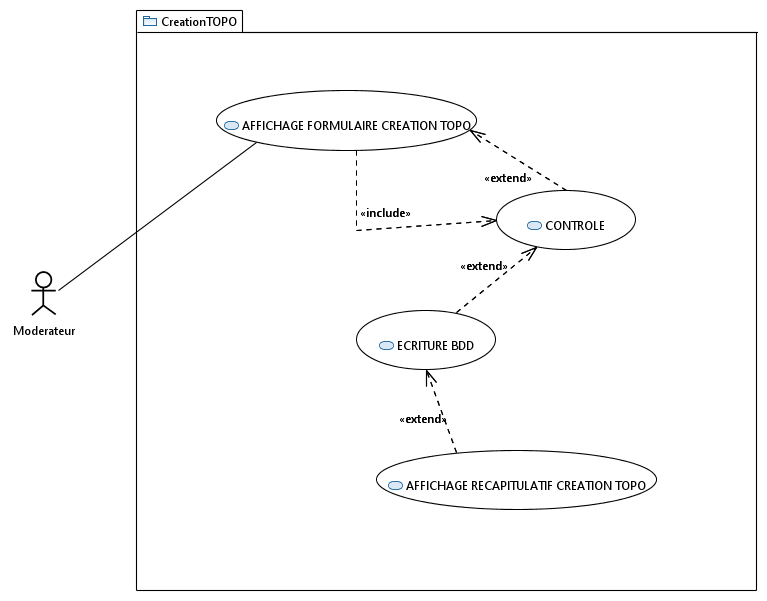 CreationTOPO
AFFICHAGE FORMULAIRE CREATION TOPO
«extend»
«include»
CONTROLE
«extend»
Moderateur
ECRITURE BDD
«extend»
AFFICHAGE RECAPITULATIF CREATION TOPO